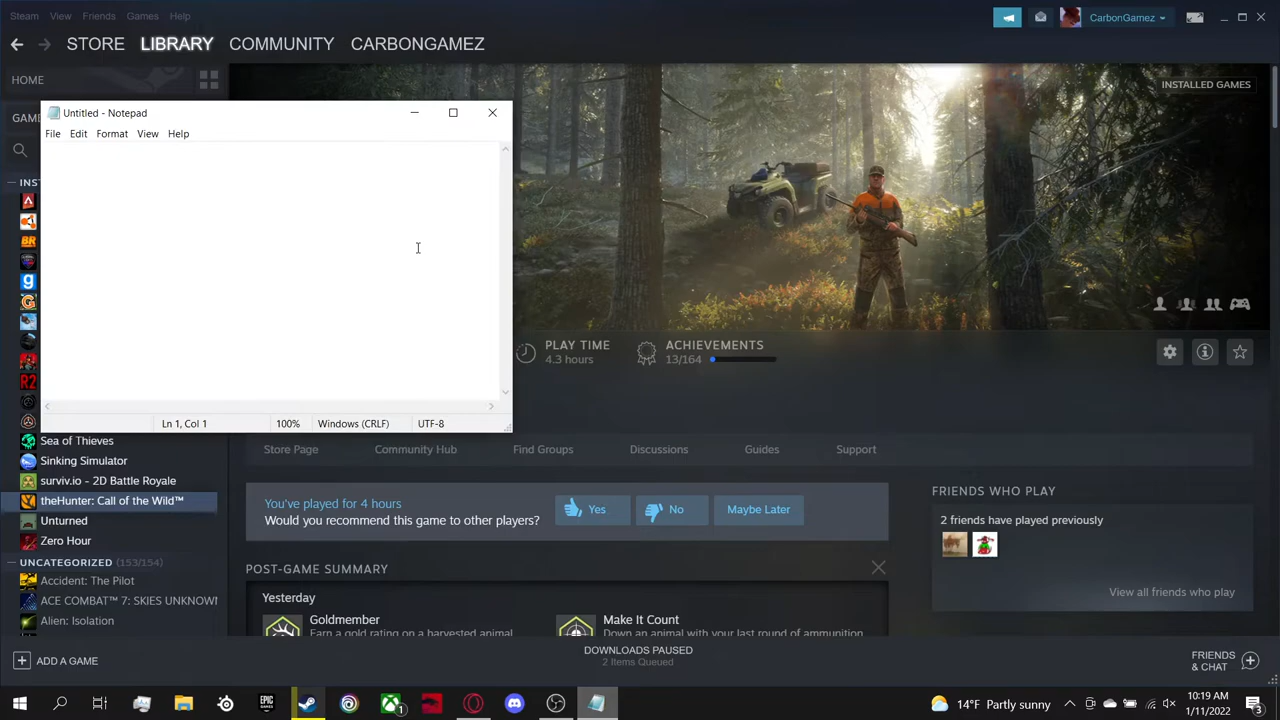 Steam View Friends Games Help
CarbonGamez
STORE LIBRARY COMMUNITY CARBONGAMEZ
HOME
INSTALLED GAMES
Untitled - Notepad
File Edit Format View Help
Ln 1, Col 1 100% Windows (CRLF) UTF-8
PLAY TIME
4.3 hours
ACHIEVEMENTS
13/164
Store Page Community Hub Find Groups Discussions Guides Support
Sea of Thieves
Sinking Simulator
surviv.io - 2D Battle Royale
theHunter: Call of the Wild™
Unturned
Zero Hour
UNCATEGORIZED (153/154)
Accident: The Pilot
ACE COMBAT™ 7: SKIES UNKNOWN
Alien: Isolation
You've played for 4 hours
Would you recommend this game to other players?
Yes No Maybe Later
POST-GAME SUMMARY
Yesterday
Goldmember
Earn a gold rating on a harvested animal
Make It Count
Down an animal with your last round of ammunition
FRIENDS WHO PLAY
2 friends have played previously
View all friends who play
ADD A GAME
DOWNLOADS PAUSED
2 Items Queued
FRIENDS
& CHAT
EPIC
GAMES
1
14°F Partly sunny
10:19 AM
1/11/2022
3